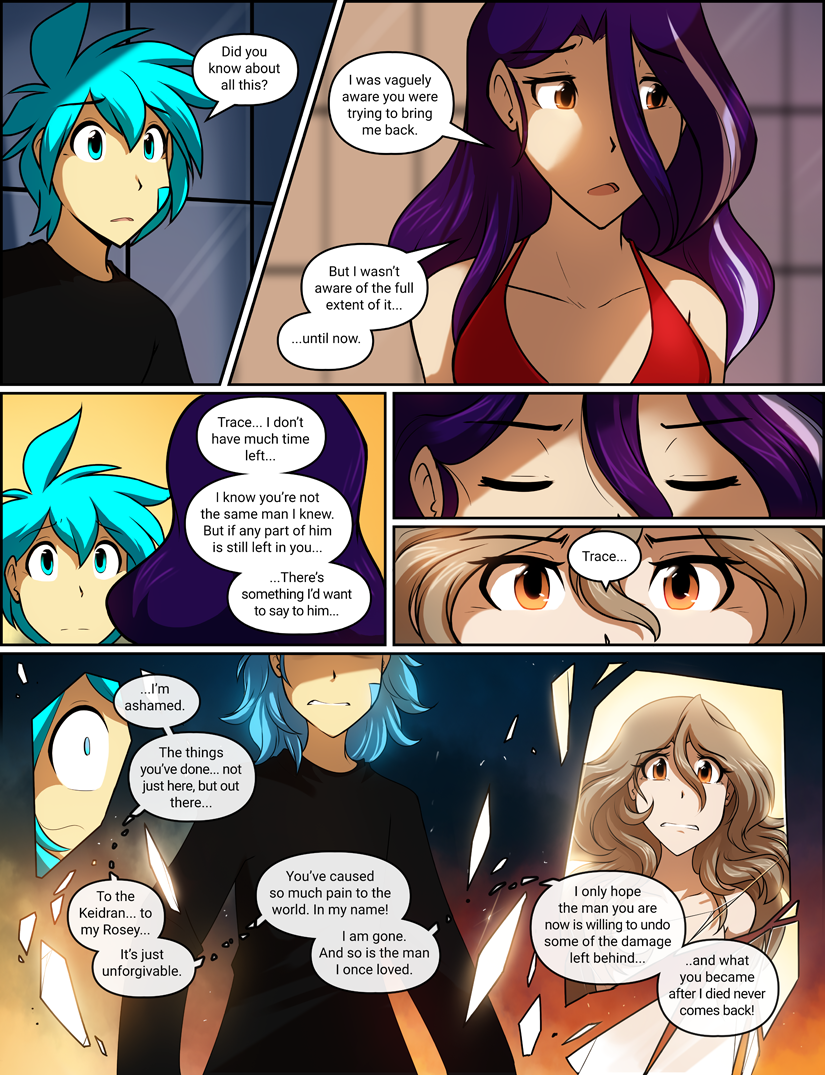 Did you
know about
all this?
I was vaguely
aware you were
trying to bring
me back.
But I wasn't
aware of the full
extent of it...
...until now.
Trace... I don't
have much time
left...
I know you're not
the same man I knew.
But if any part of him
is still left in you...
...There's
something I'd want
to say to him...
Trace...
...I'm
ashamed.
The things
you've done... not
just here, but out
there...
To the
Keidran... to
my Rosey...
It's just
unforgivable.
You've caused
so much pain to the
world. In my name!
I am gone.
And so is the man
I once loved.
I only hope
the man you are
now is willing to undo
some of the damage
left behind...
..and what
you became
after I died never
comes back!